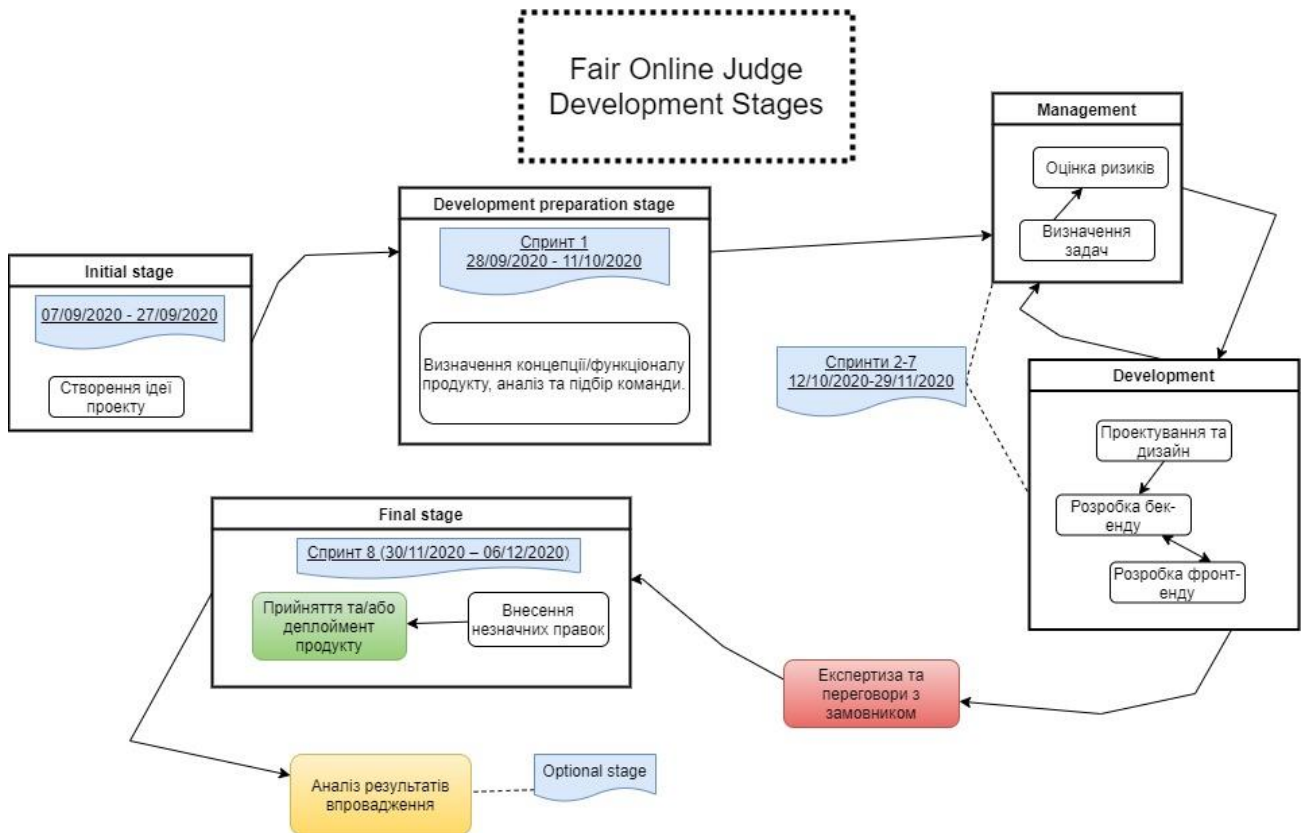 Fair Online Judge
Development Stages
Management
Оцінка ризиків
Визначення
задач
Development preparation stage
Спринт 1
28/09/2020 - 11/10/2020
Визначення концепції/функціоналу
продукту, аналіз та підбір команди.
Initial stage
07/09/2020 - 27/09/2020
Створення ідеї
проекту
Спринти 2-7
12/10/2020-29/11/2020
Development
Проектування та
дизайн
Розробка бек-
енду
Розробка фронт-
енду
Final stage
Спринт 8 (30/11/2020 – 06/12/2020)
Прийняття та/або
деплоймент
продукту
Внесення
незначних правок
Експертиза та
переговори з
замовником
Аналіз результатів
впровадження
Optional stage